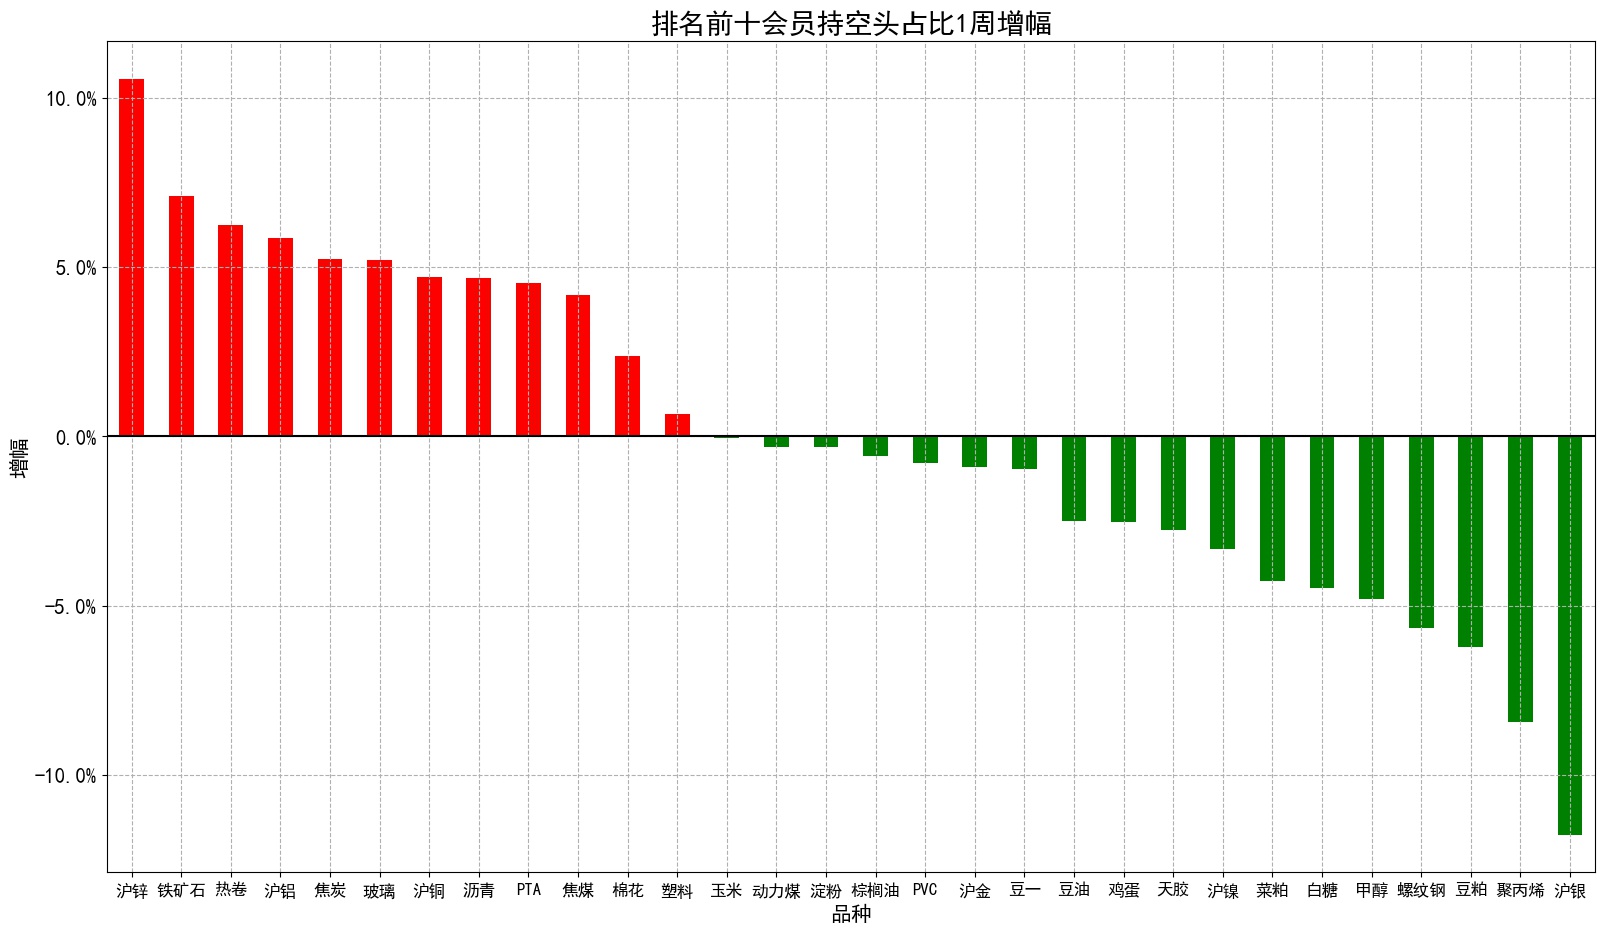 排名前十会员持空头占比1周增幅
10.0%
5.0%
0.0%
−5.0%
−10.0%
增幅
沪锌 铁矿石 热卷 沪铝 焦炭 玻璃 沪铜 沥青 PTA 焦煤 棉花 塑料 玉米 动力煤 淀粉 棕榈油 PVC 沪金 豆一 豆油 鸡蛋 天胶 沪镍 菜粕 白糖 甲醇 螺纹钢 豆粕 聚丙烯 沪银
品种